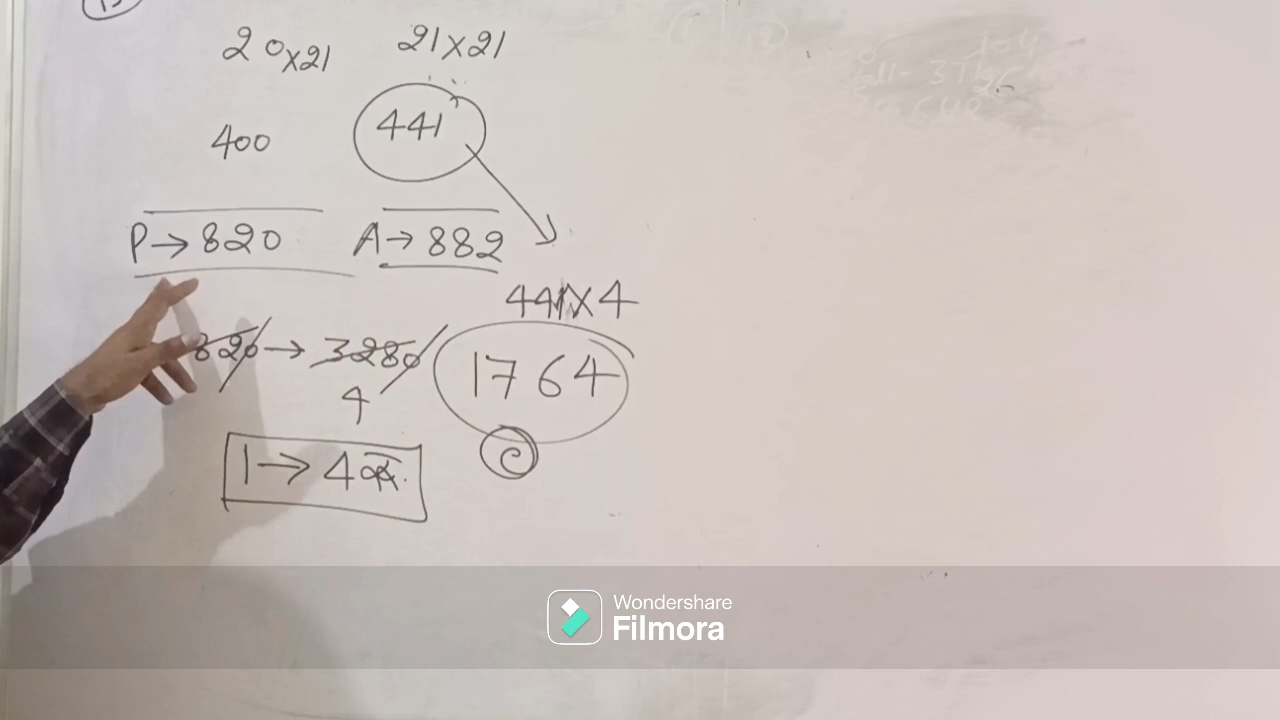 20x21 21x21
400 441
P→820 A→882
441x4
820→3280 1764
4
1→4
C
Wondershare
Filmora